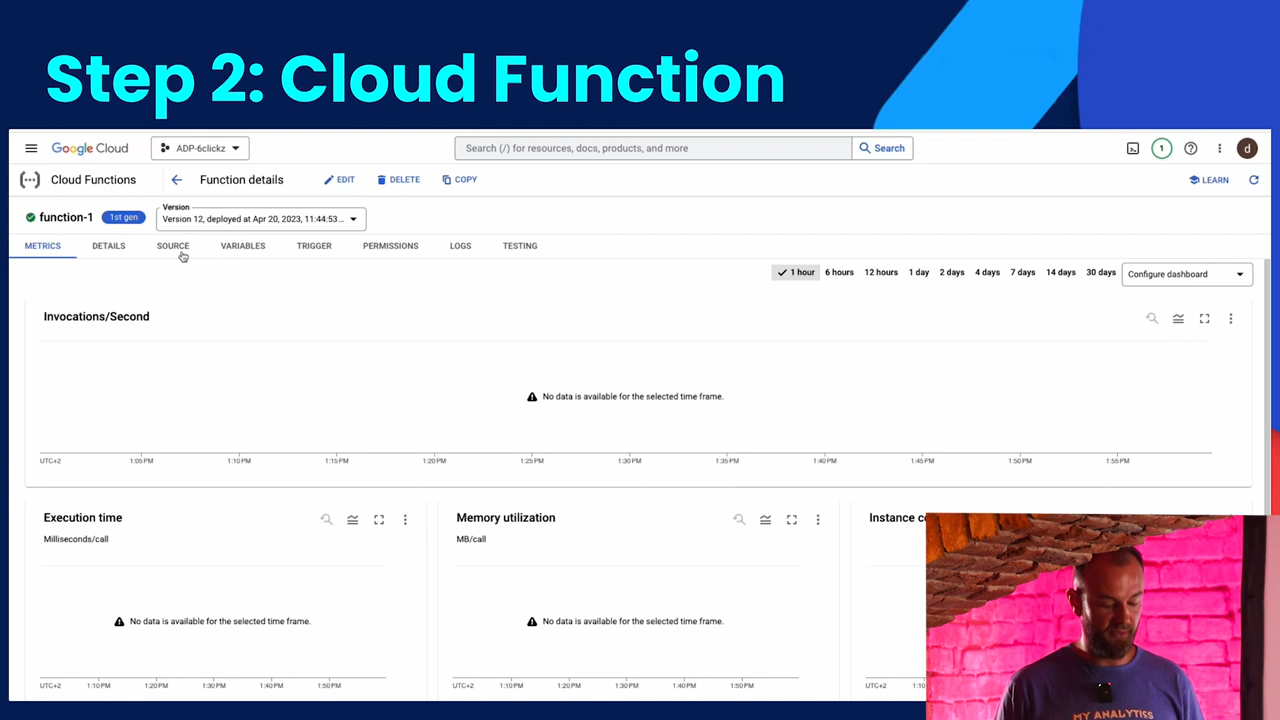 Step 2: Cloud Function
Google Cloud
ADP-6clickz
Search (/) for resources, docs, products, and more
Search
1
d
Cloud Functions
Function details
EDIT
DELETE
COPY
LEARN
function-1
1st gen
Version
Version 12, deployed at Apr 20, 2023, 11:44:53 ...
METRICS
DETAILS
SOURCE
VARIABLES
TRIGGER
PERMISSIONS
LOGS
TESTING
1 hour
6 hours
12 hours
1 day
2 days
4 days
7 days
14 days
30 days
Configure dashboard
Invocations/Second
No data is available for the selected time frame.
UTC+2
1:05 PM
1:10 PM
1:15 PM
1:20 PM
1:25 PM
1:30 PM
1:35 PM
1:40 PM
1:45 PM
1:50 PM
1:55 PM
Execution time
Milliseconds/call
No data is available for the selected time frame.
UTC+2
1:10 PM
1:20 PM
1:30 PM
1:40 PM
1:50 PM
Memory utilization
MB/call
No data is available for the selected time frame.
UTC+2
1:10 PM
1:20 PM
1:30 PM
1:40 PM
1:50 PM
Instance
UTC+2
MY ANALYTICS